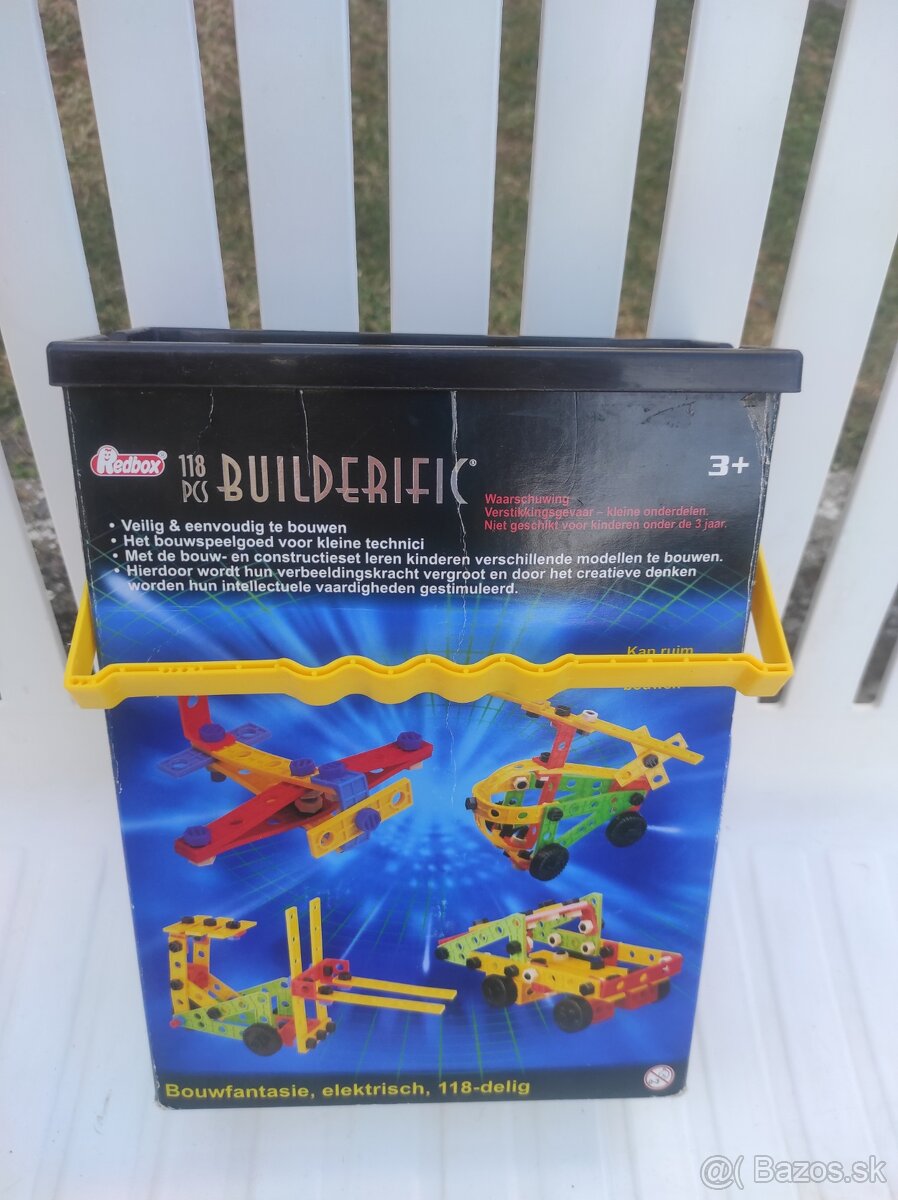 Redbox®
118
PCS
BUILDERIFIC®
3+
Waarschuwing
Verstikkingsgevaar – kleine onderdelen.
Niet geschikt voor kinderen onder de 3 jaar.
• Veilig & eenvoudig te bouwen
• Het bouwspeelgoed voor kleine technici
• Met de bouw- en constructieset leren kinderen verschillende modellen te bouwen.
• Hierdoor wordt hun verbeeldingskracht vergroot en door het creatieve denken
worden hun intellectuele vaardigheden gestimuleerd.
Kan ruim
bouwen
Bouwfantasie, elektrisch, 118-delig
0-3
@( Bazos.sk